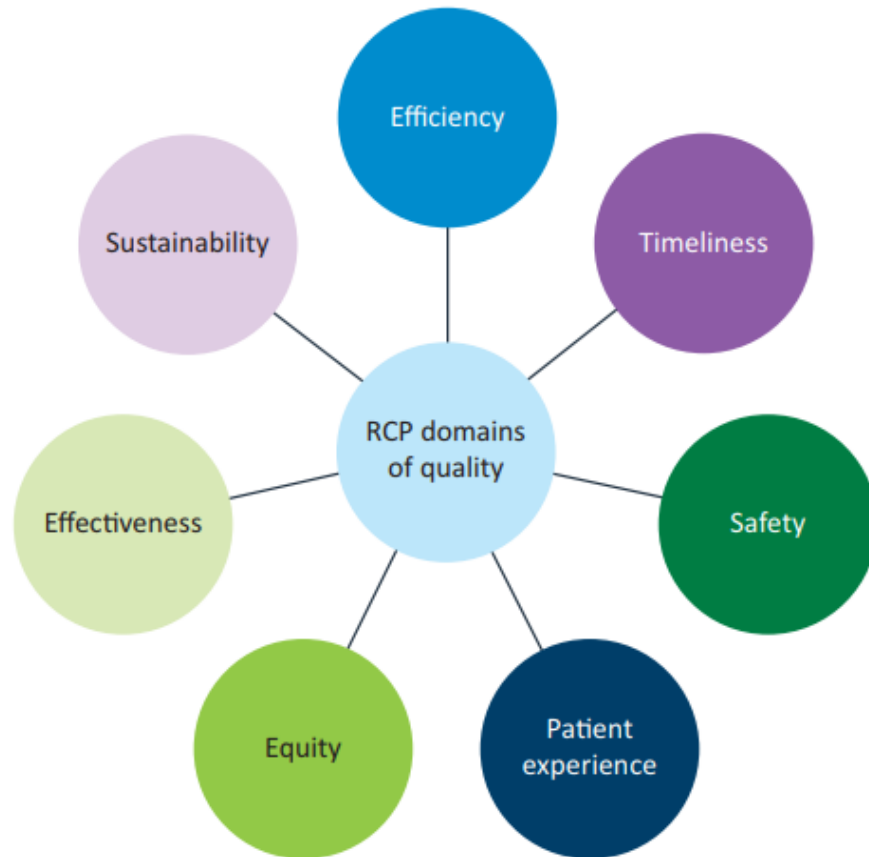 Efficiency
Sustainability
Timeliness
RCP domains
of quality
Effectiveness
Safety
Equity
Patient
experience